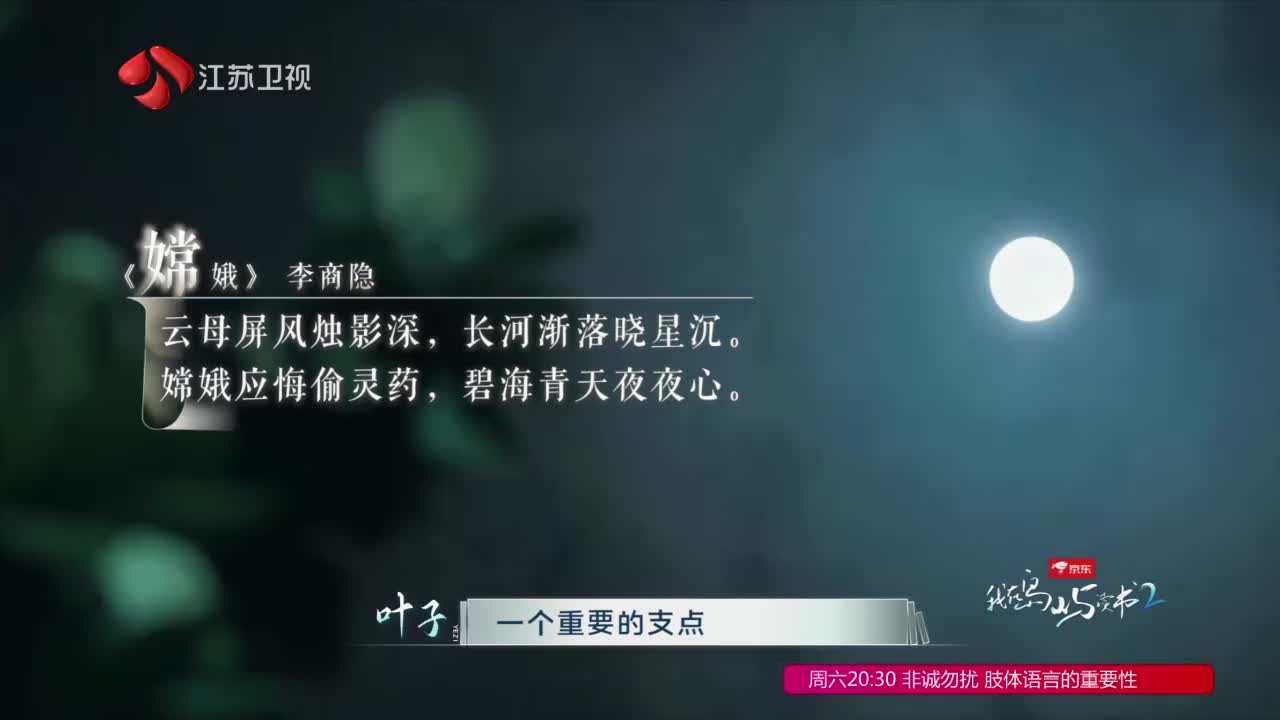 江苏卫视
《嫦娥》 李商隐
云母屏风烛影深，长河渐落晓星沉。
嫦娥应悔偷灵药，碧海青天夜夜心。
京东
我在岛屿读书2
叶子 YEZI 一个重要的支点
周六20:30 非诚勿扰 肢体语言的重要性